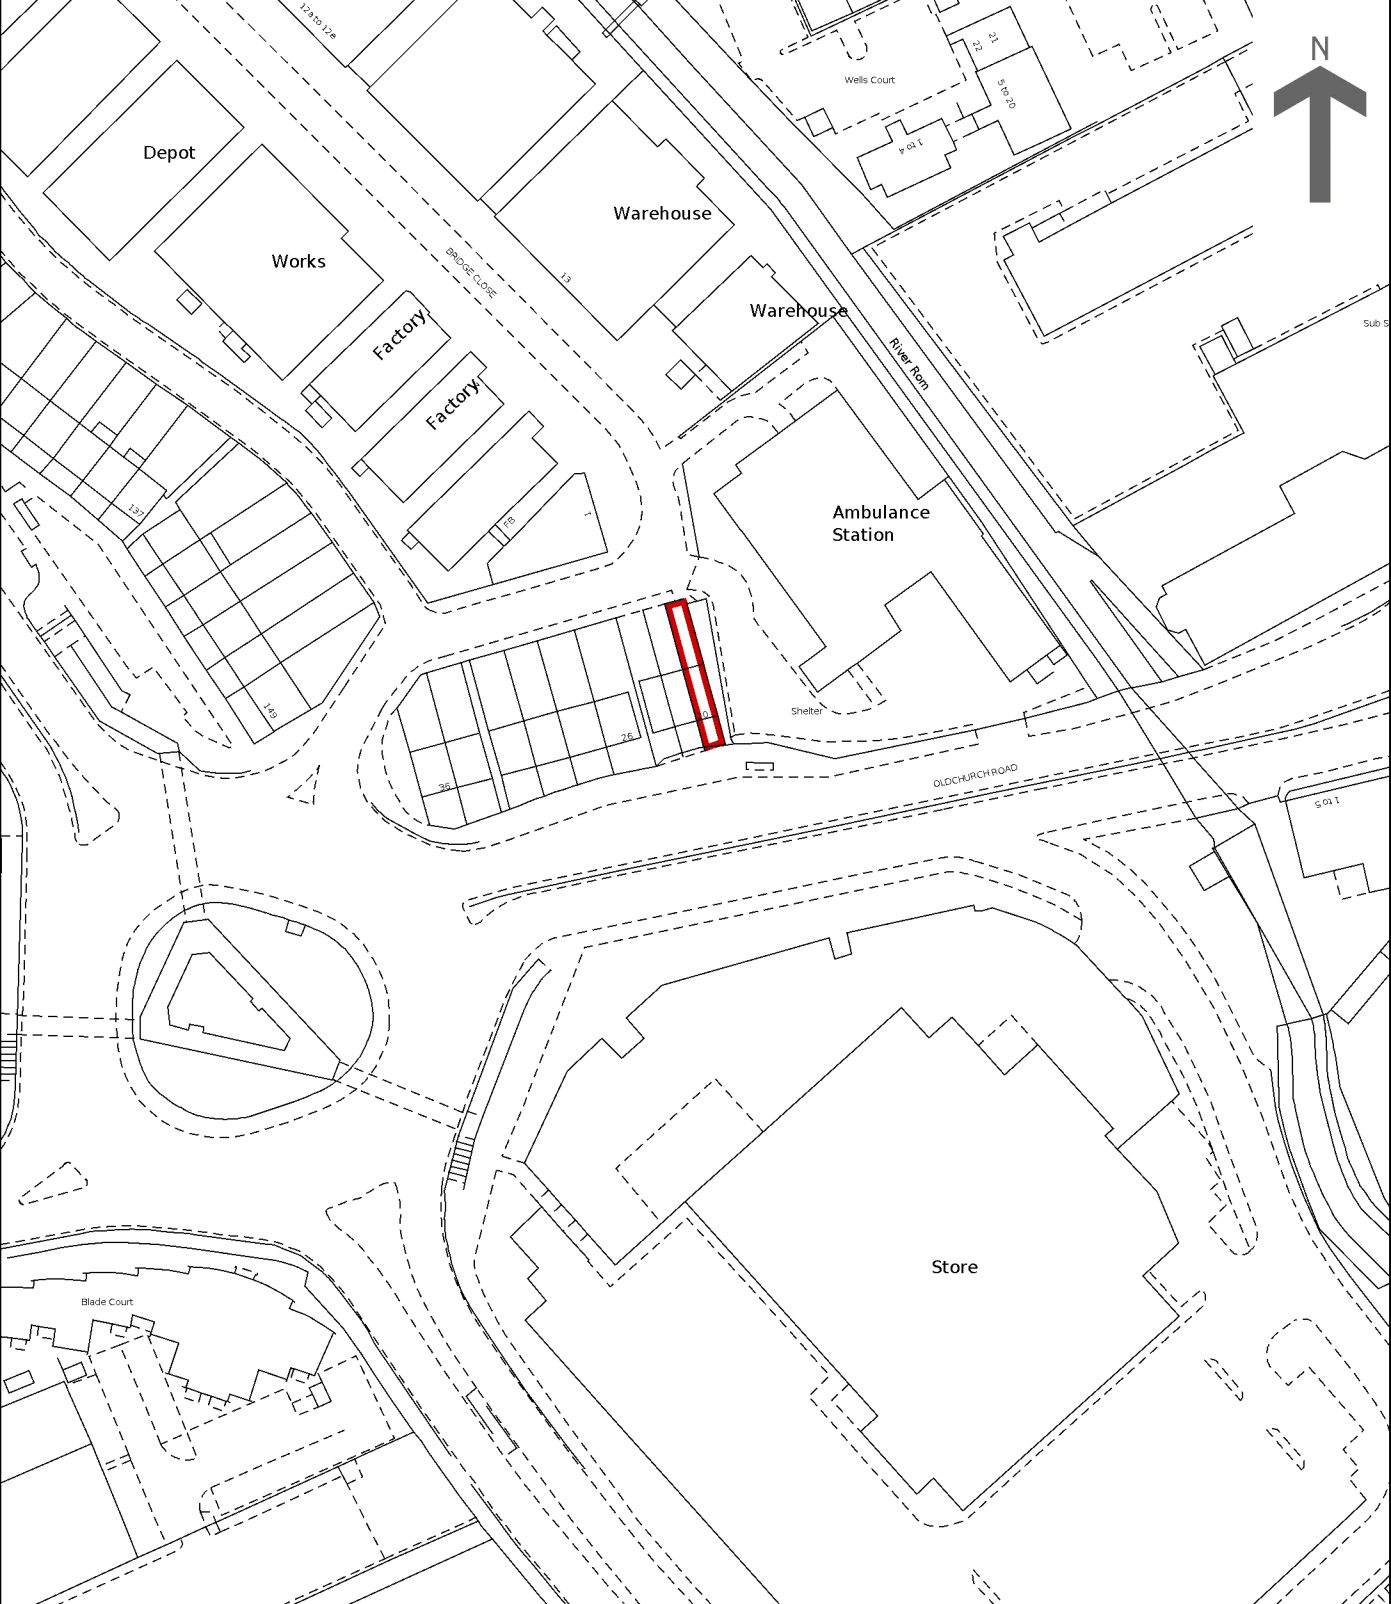 12a to 12e
N
21
22
Wells Court
5 to 20
1 to 4
Depot
Warehouse
Works
BRIDGE CLOSE
13
Warehouse
Factory
Sub S
River Rom
Factory
137
FB
Ambulance
Station
149
20
Shelter
26
36
OLDCHURCH ROAD
1 to 5
Store
Blade Court